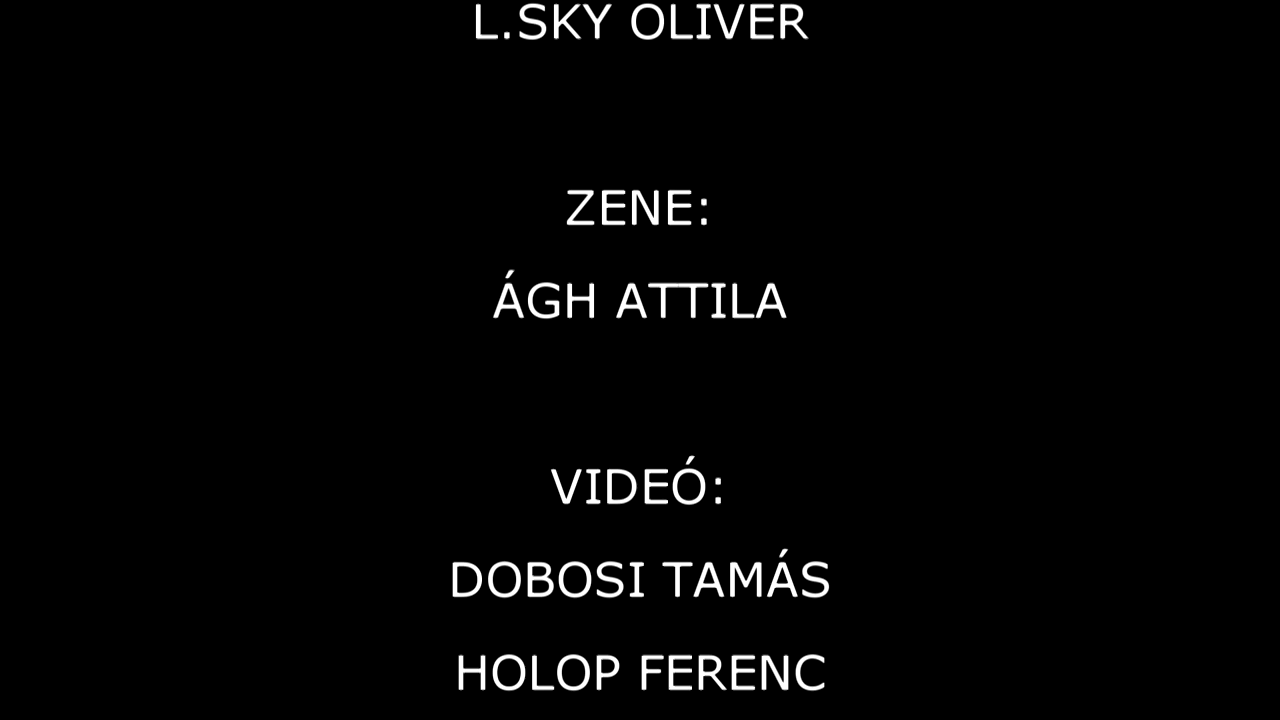 L.SKY OLIVER
ZENE:
ÁGH ATTILA
VIDEÓ:
DOBOSI TAMÁS
HOLOP FERENC